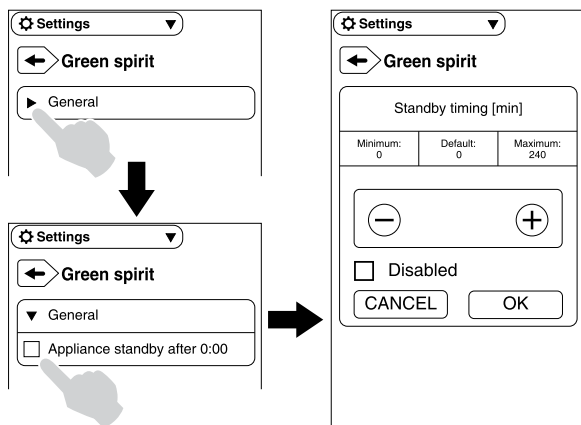 Settings
Green spirit
General
Settings
Green spirit
General
Appliance standby after 0:00
Settings
Green spirit
Standby timing [min]
Minimum: Default: Maximum:
0 0 240
Disabled
CANCEL OK